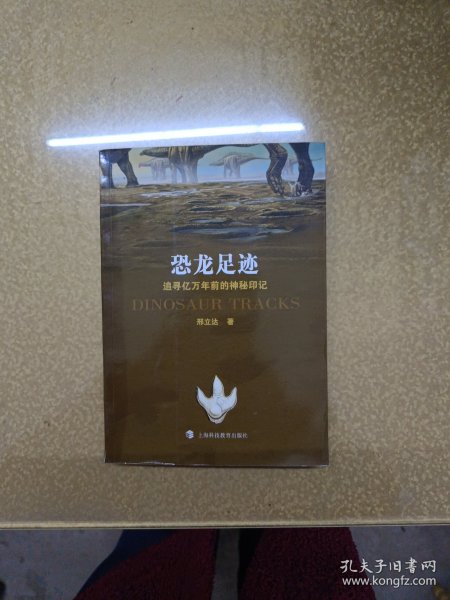 恐龙足迹
追寻亿万年前的神秘印记
DINOSAUR TRACKS
邢立达 著
上海科技教育出版社
孔夫子旧书网
www.kongfz.com